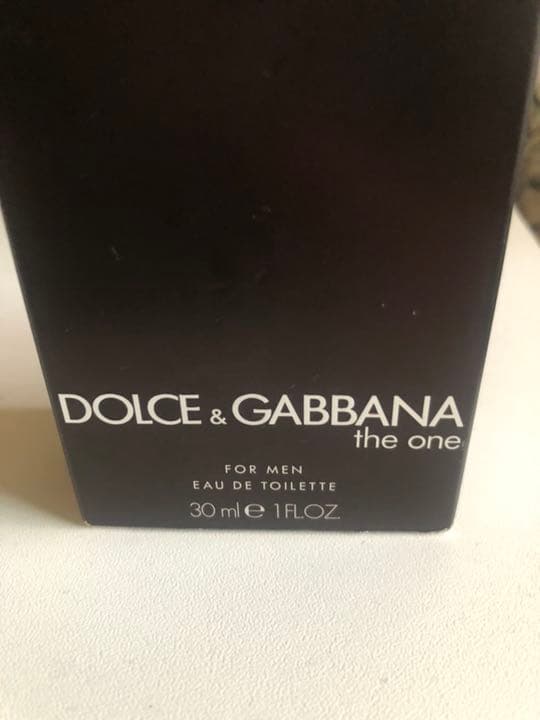 DOLCE & GABBANA
the one
FOR MEN
EAU DE TOILETTE
30 ml ℮ 1 FL.OZ.